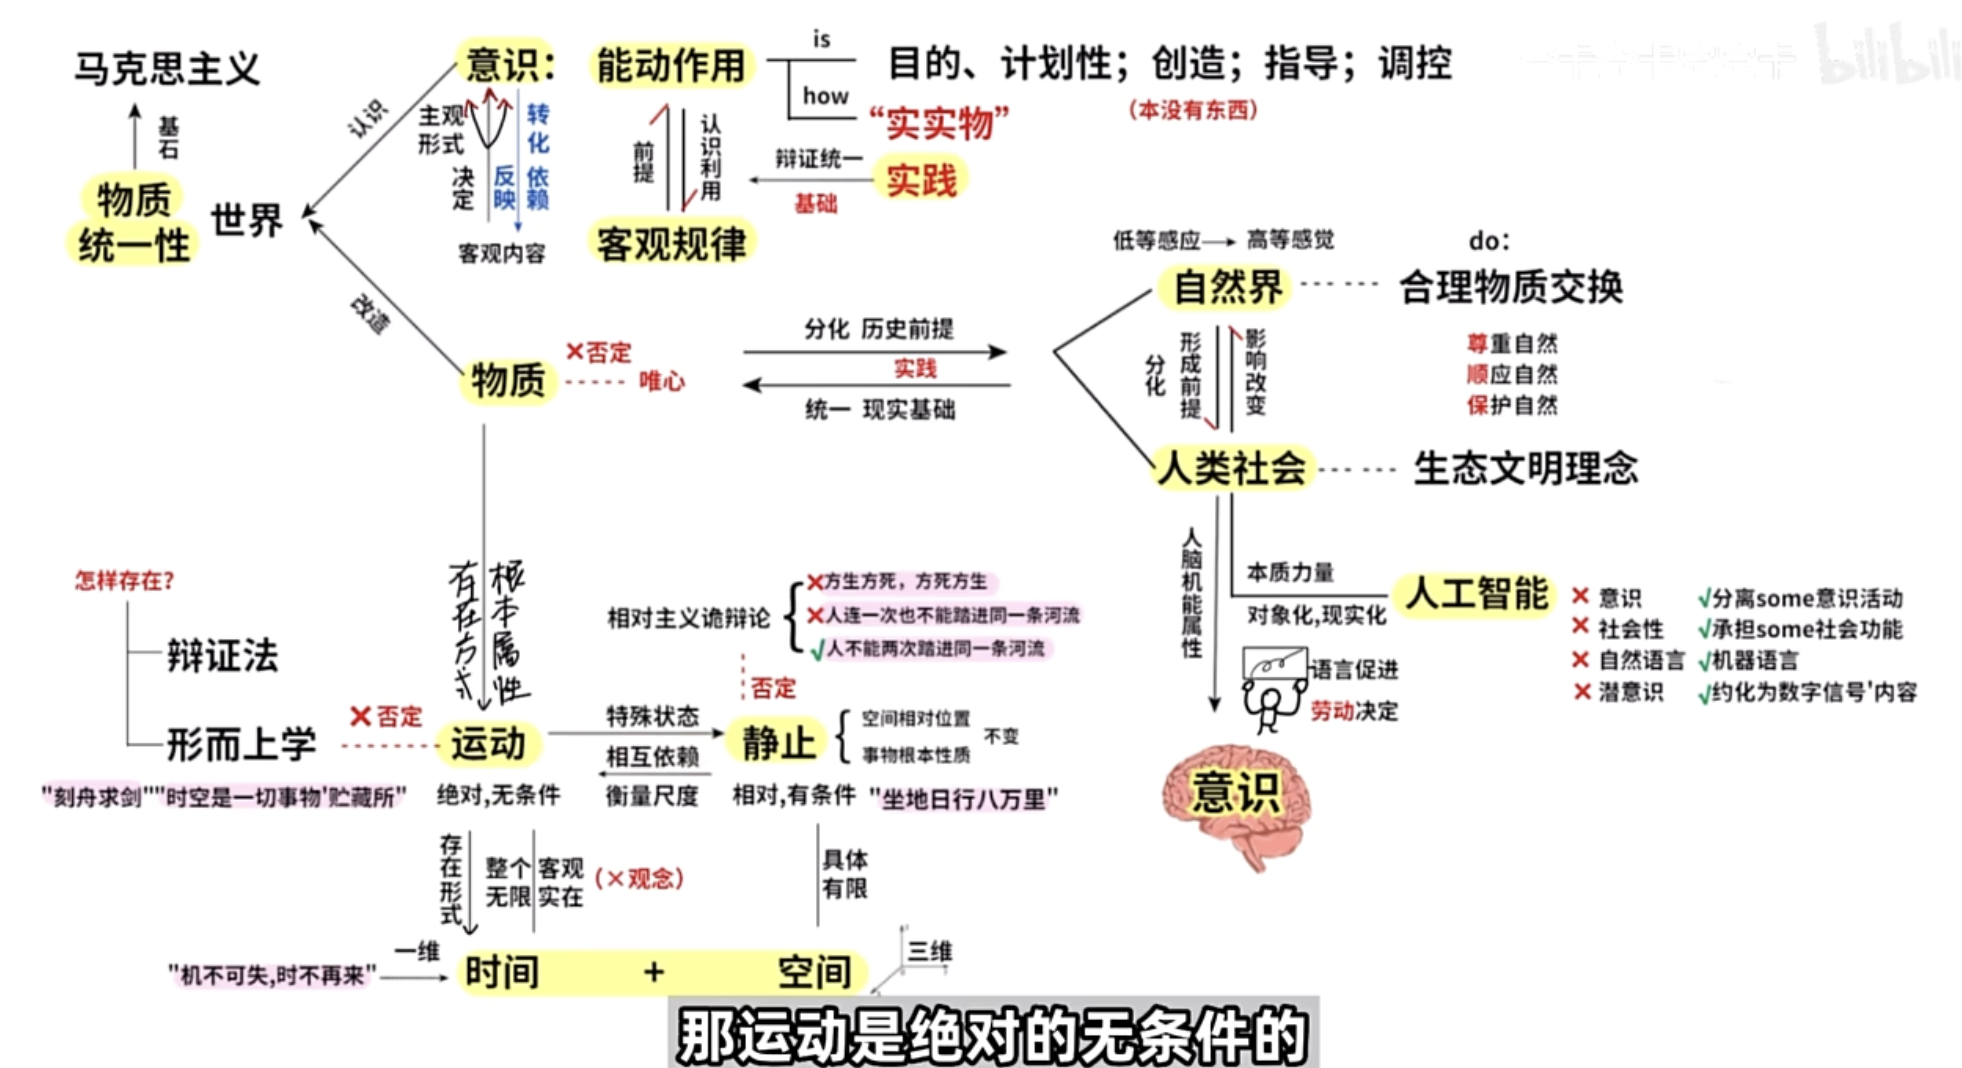 马克思主义
基石
物质
统一性
世界
认识
改造
意识：
主观
形式
决定
反映
转化
依赖
客观内容
能动作用
is
how
目的、计划性；创造；指导；调控
（本没有东西）
“实实物”
前提
认识利用
辩证统一
基础
实践
客观规律
bilibili
物质
×否定
唯心
分化 历史前提
实践
统一 现实基础
低等感应
高等感觉
do：
自然界
合理物质交换
分化
形成前提
影响改变
尊重自然
顺应自然
保护自然
人类社会
生态文明理念
人脑机能属性
本质力量
对象化,现实化
人工智能
× 意识 √分离some意识活动
× 社会性 √承担some社会功能
× 自然语言 √机器语言
× 潜意识 √约化为数字信号'内容
语言促进
劳动决定
意识
怎样存在?
辩证法
形而上学
×否定
"刻舟求剑""时空是一切事物'贮藏所"
存在方式
根本属性
相对主义诡辩论
×方生方死，方死方生
×人连一次也不能踏进同一条河流
√人不能两次踏进同一条河流
否定
运动
特殊状态
相互依赖
衡量尺度
静止
空间相对位置
事物根本性质
不变
绝对,无条件
相对,有条件
"坐地日行八万里"
存在形式
整个
无限
客观
实在
（×观念）
具体
有限
"机不可失,时不再来"
一维
时间
+
空间
三维
那运动是绝对的无条件的